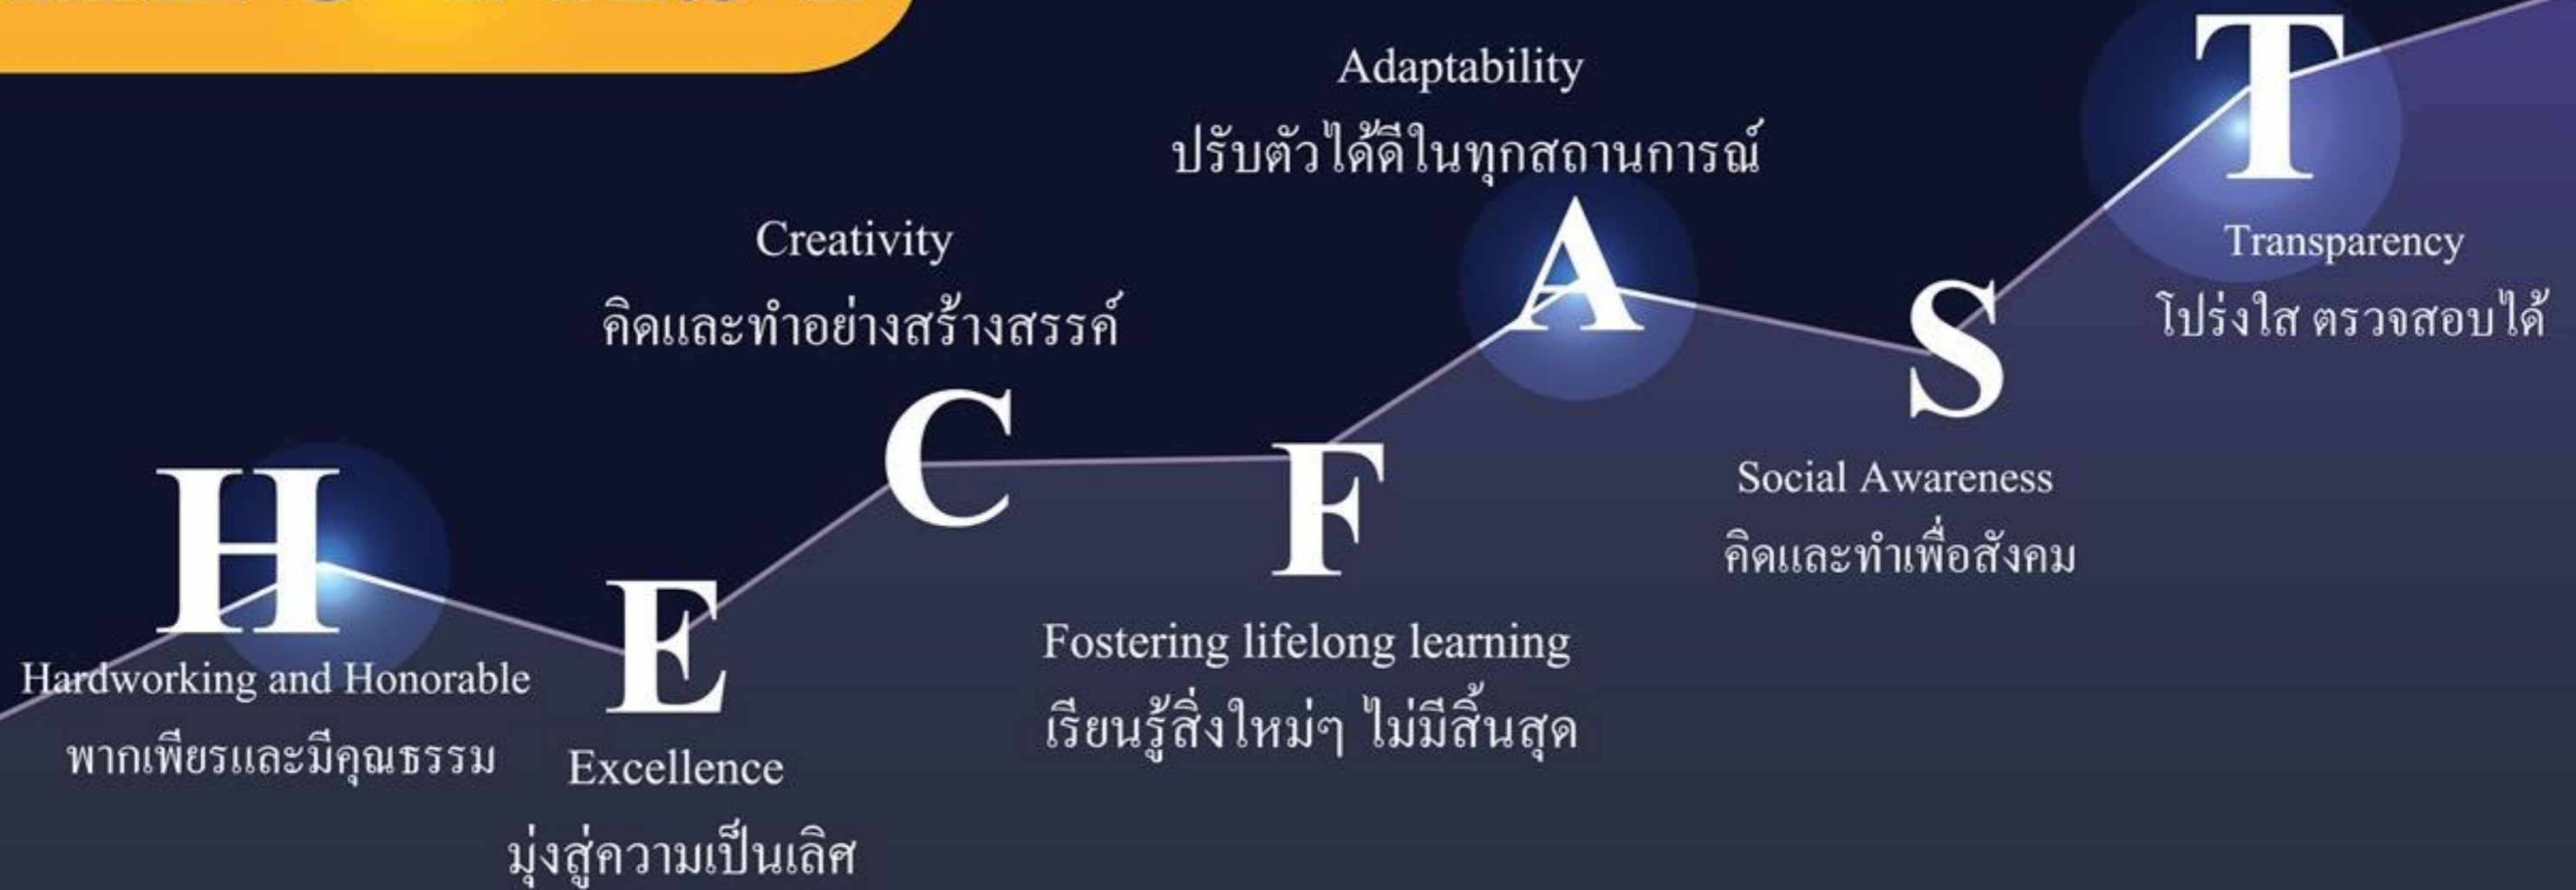 H
Hardworking and Honorable
พากเพียรและมีคุณธรรม
E
Excellence
มุ่งสู่ความเป็นเลิศ
Creativity
คิดและทำอย่างสร้างสรรค์
C
F
Fostering lifelong learning
เรียนรู้สิ่งใหม่ๆ ไม่มีสิ้นสุด
Adaptability
ปรับตัวได้ดีในทุกสถานการณ์
A
S
Social Awareness
คิดและทำเพื่อสังคม
T
Transparency
โปร่งใส ตรวจสอบได้